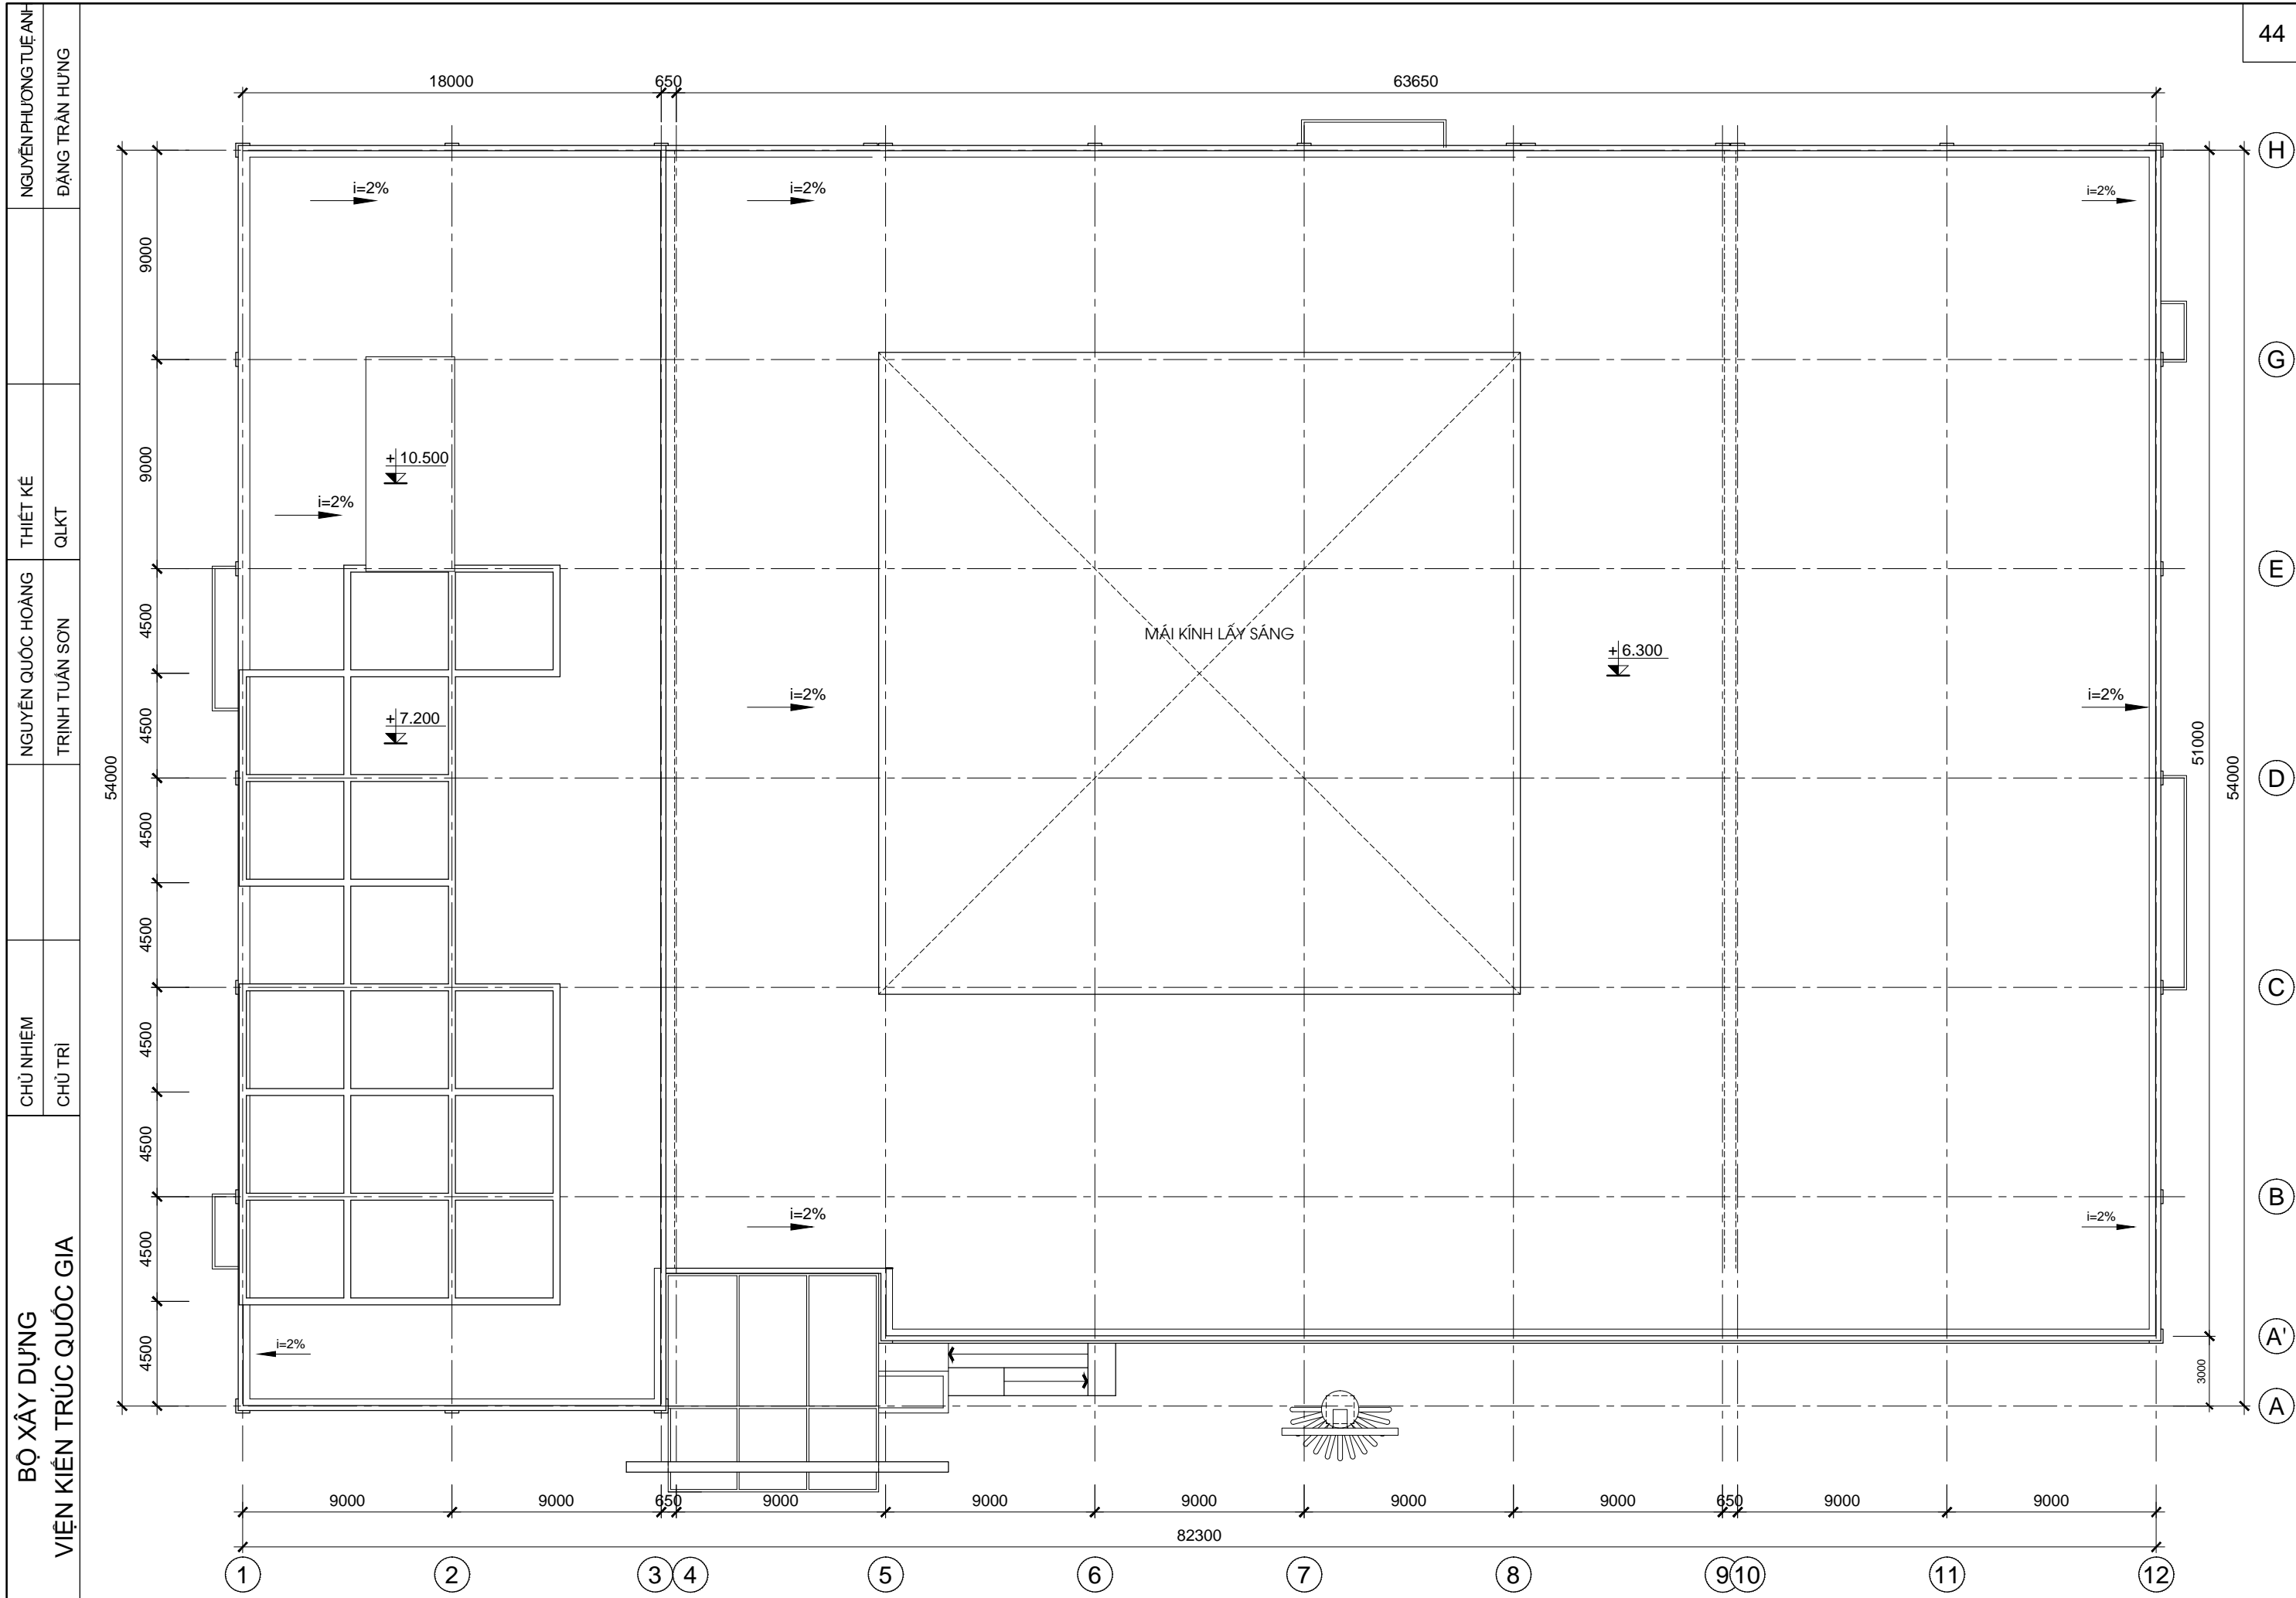 44
NGUYỄN PHƯƠNG TUỆ ANH
ĐẶNG TRẦN HƯNG
THIẾT KẾ
QLKT
NGUYỄN QUỐC HOÀNG
TRỊNH TUẤN SƠN
CHỦ NHIỆM
CHỦ TRÌ
BỘ XÂY DỰNG
VIỆN KIẾN TRÚC QUỐC GIA
18000 650 63650
H
i=2% i=2% i=2%
9000
G
9000
+10.500
i=2%
E
4500
MÁI KÍNH LẤY SÁNG
+6.300
4500
+7.200
i=2% i=2%
54000
51000
54000
D
4500
4500
C
4500
4500
B
i=2% i=2%
4500
A'
i=2%
4500
3000
A
9000 9000 650 9000 9000 9000 9000 9000 650 9000 9000
82300
1 2 3 4 5 6 7 8 9 10 11 12